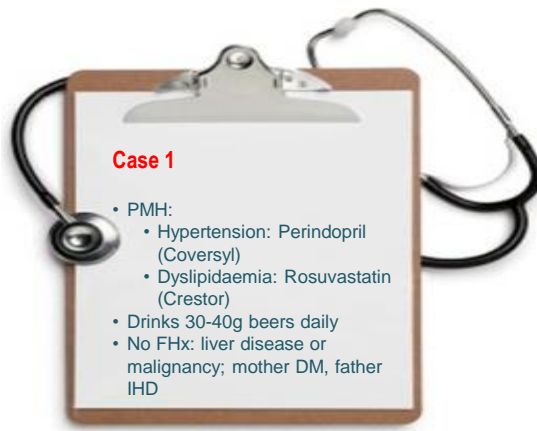 Case 1
• PMH:
• Hypertension: Perindopril
(Coversyl)
• Dyslipidaemia: Rosuvastatin
(Crestor)
• Drinks 30-40g beers daily
• No FHx: liver disease or
malignancy; mother DM, father
IHD